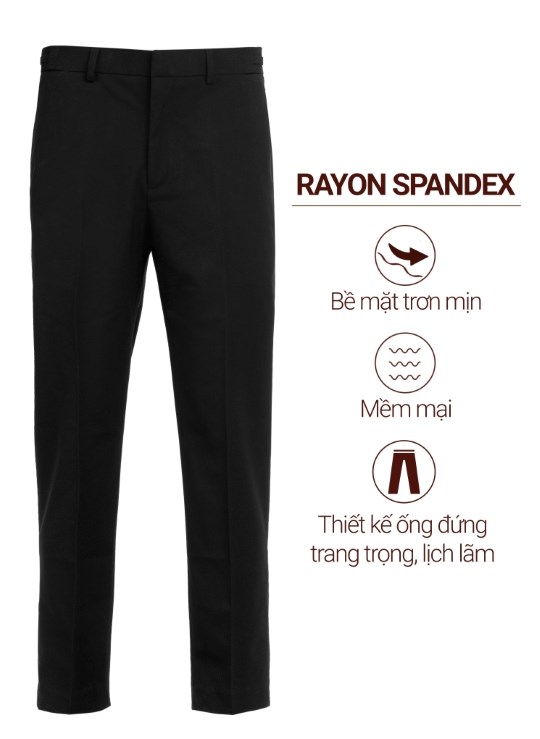 RAYON SPANDEX
Bề mặt trơn mịn
Mềm mại
Thiết kế ống đứng
trang trọng, lịch lãm